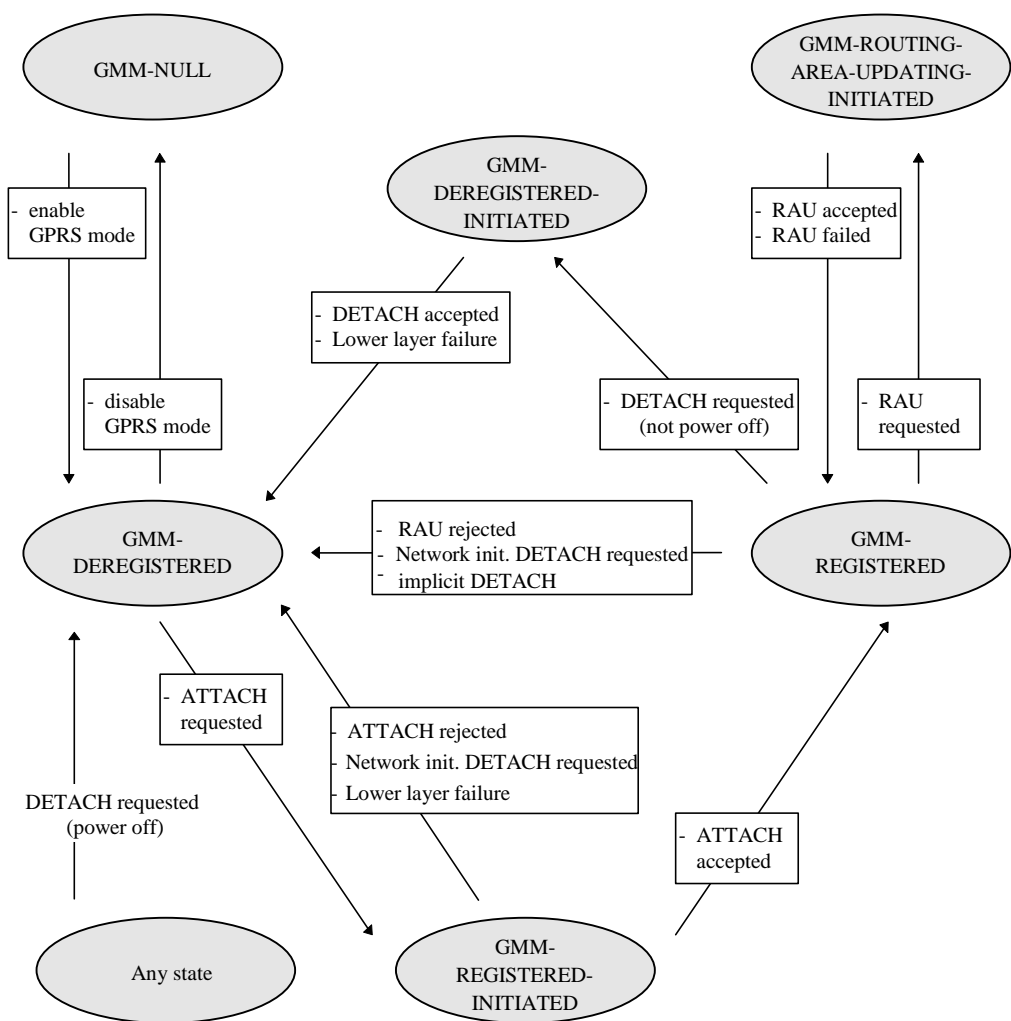 GMM-NULL
GMM-ROUTING-
AREA-UPDATING-
INITIATED
GMM-
DEREGISTERED-
INITIATED
- enable
GPRS mode
- RAU accepted
- RAU failed
- DETACH accepted
- Lower layer failure
- disable
GPRS mode
- DETACH requested
(not power off)
- RAU
requested
GMM-
DEREGISTERED
- RAU rejected
- Network init. DETACH requested
- implicit DETACH
GMM-
REGISTERED
- ATTACH
requested
- ATTACH rejected
- Network init. DETACH requested
- Lower layer failure
DETACH requested
(power off)
- ATTACH
accepted
Any state
GMM-
REGISTERED-
INITIATED